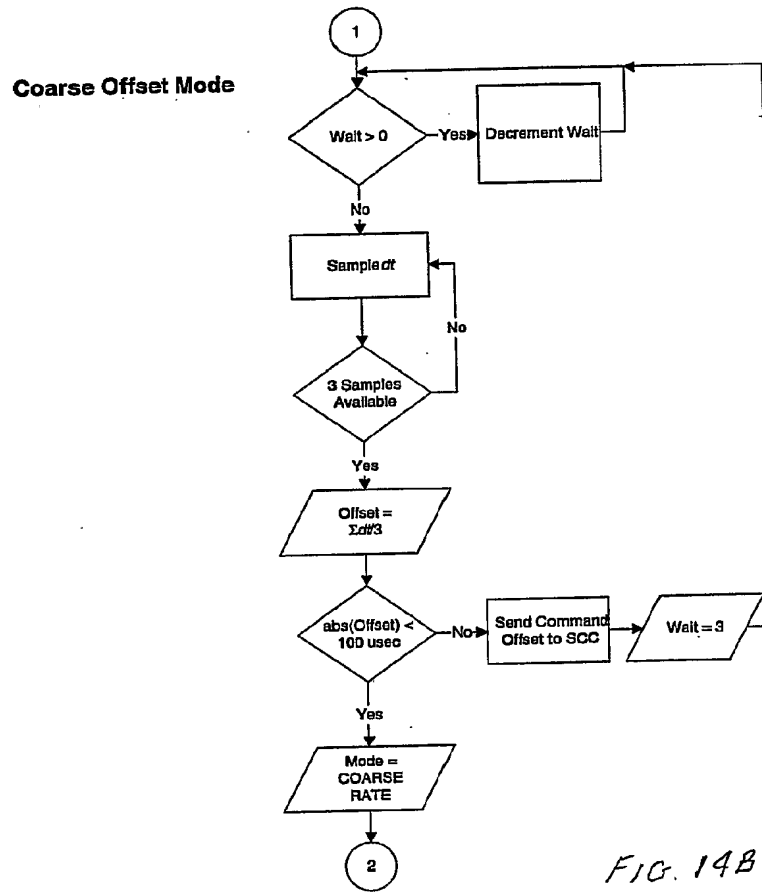 1
Coarse Offset Mode
Wait > 0
Yes
Decrement Wait
No
Sample dt
No
3 Samples
Available
Yes
Offset =
Σdt/3
abs(Offset) <
100 usec
No
Send Command
Offset to SCC
Wait = 3
Yes
Mode =
COARSE
RATE
2
FIG. 14B